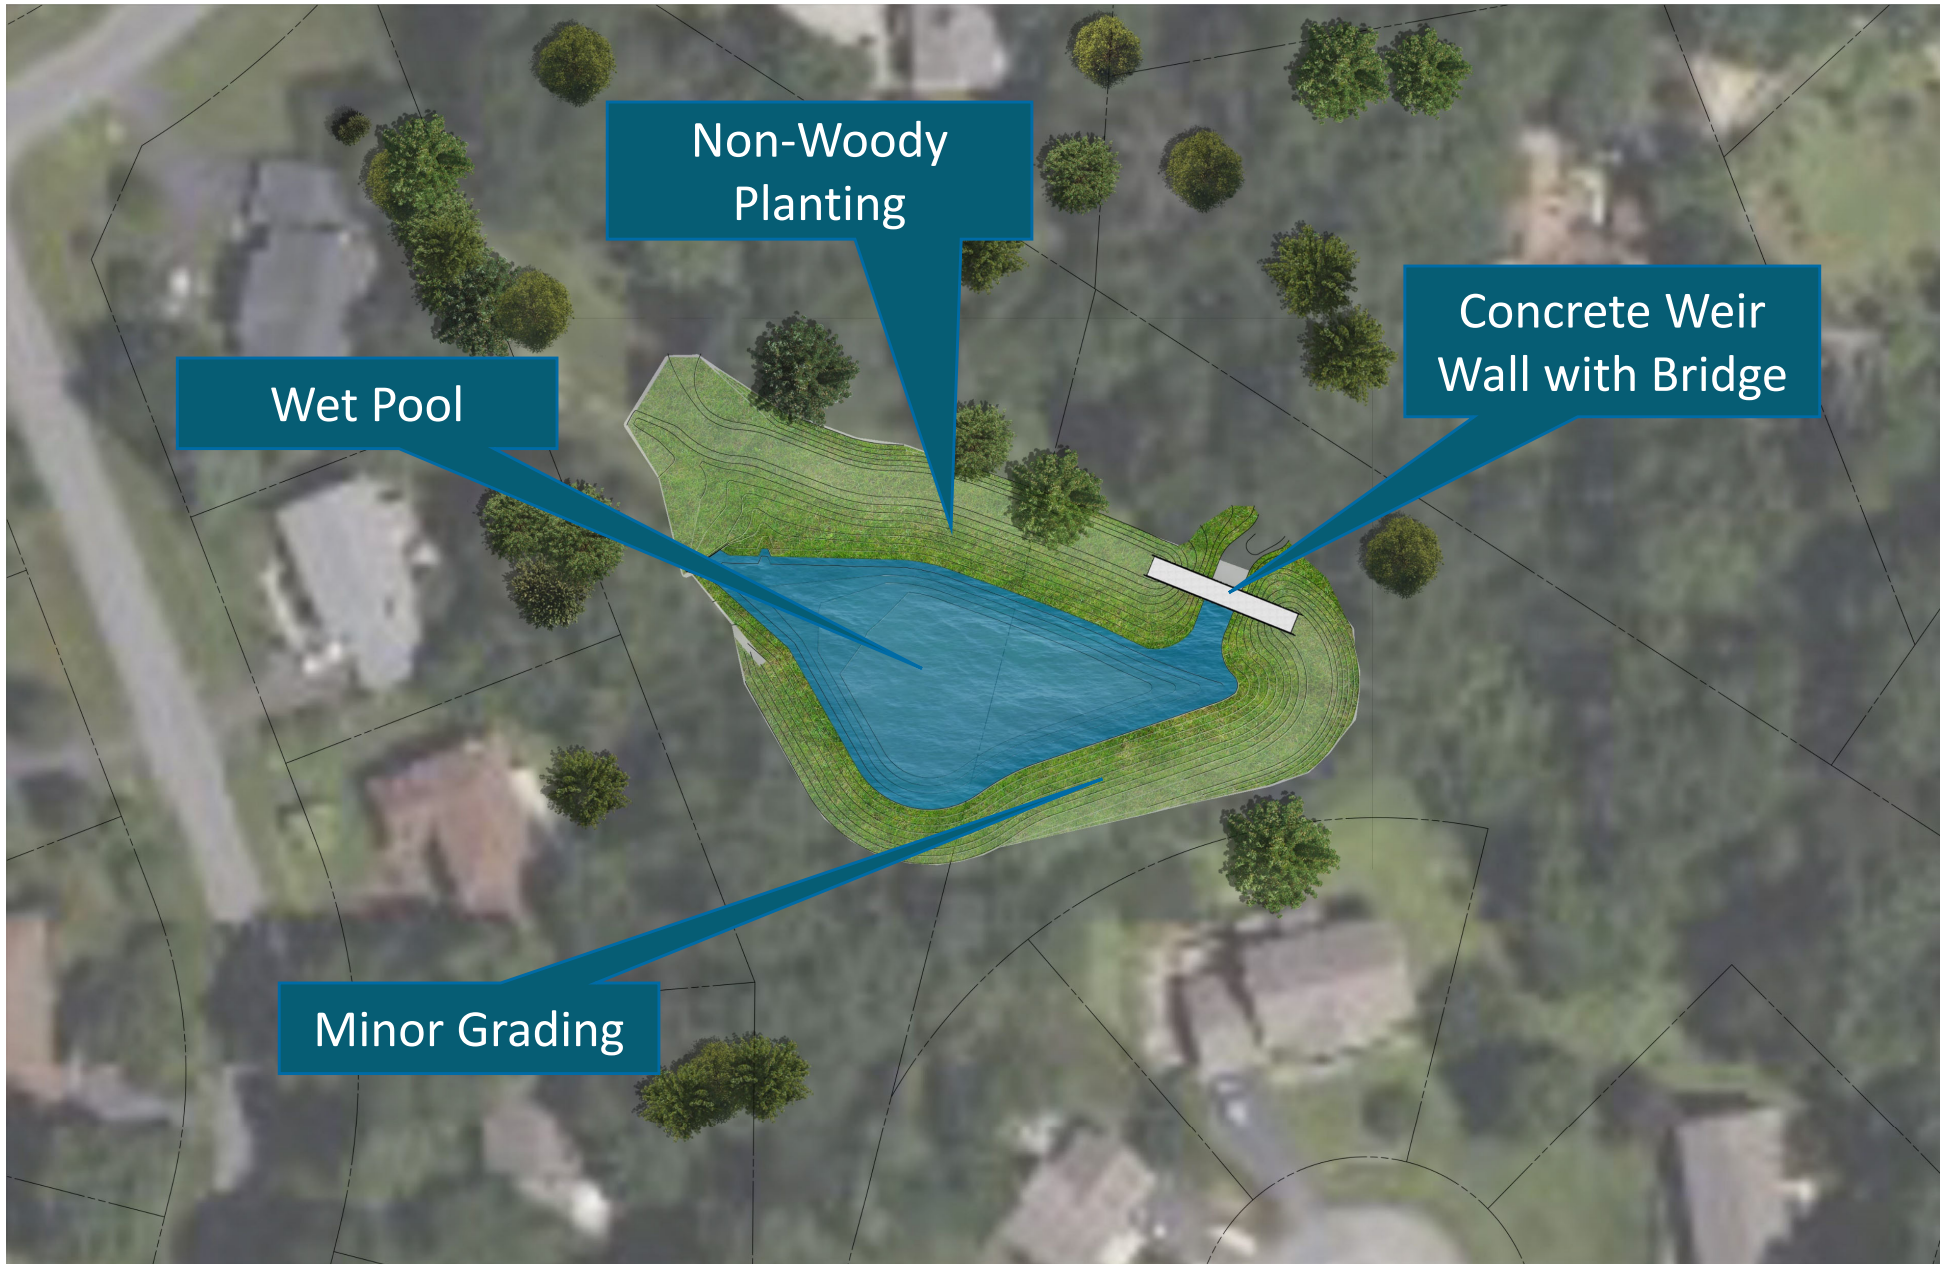 Non-Woody
Planting
Concrete Weir
Wall with Bridge
Wet Pool
Minor Grading